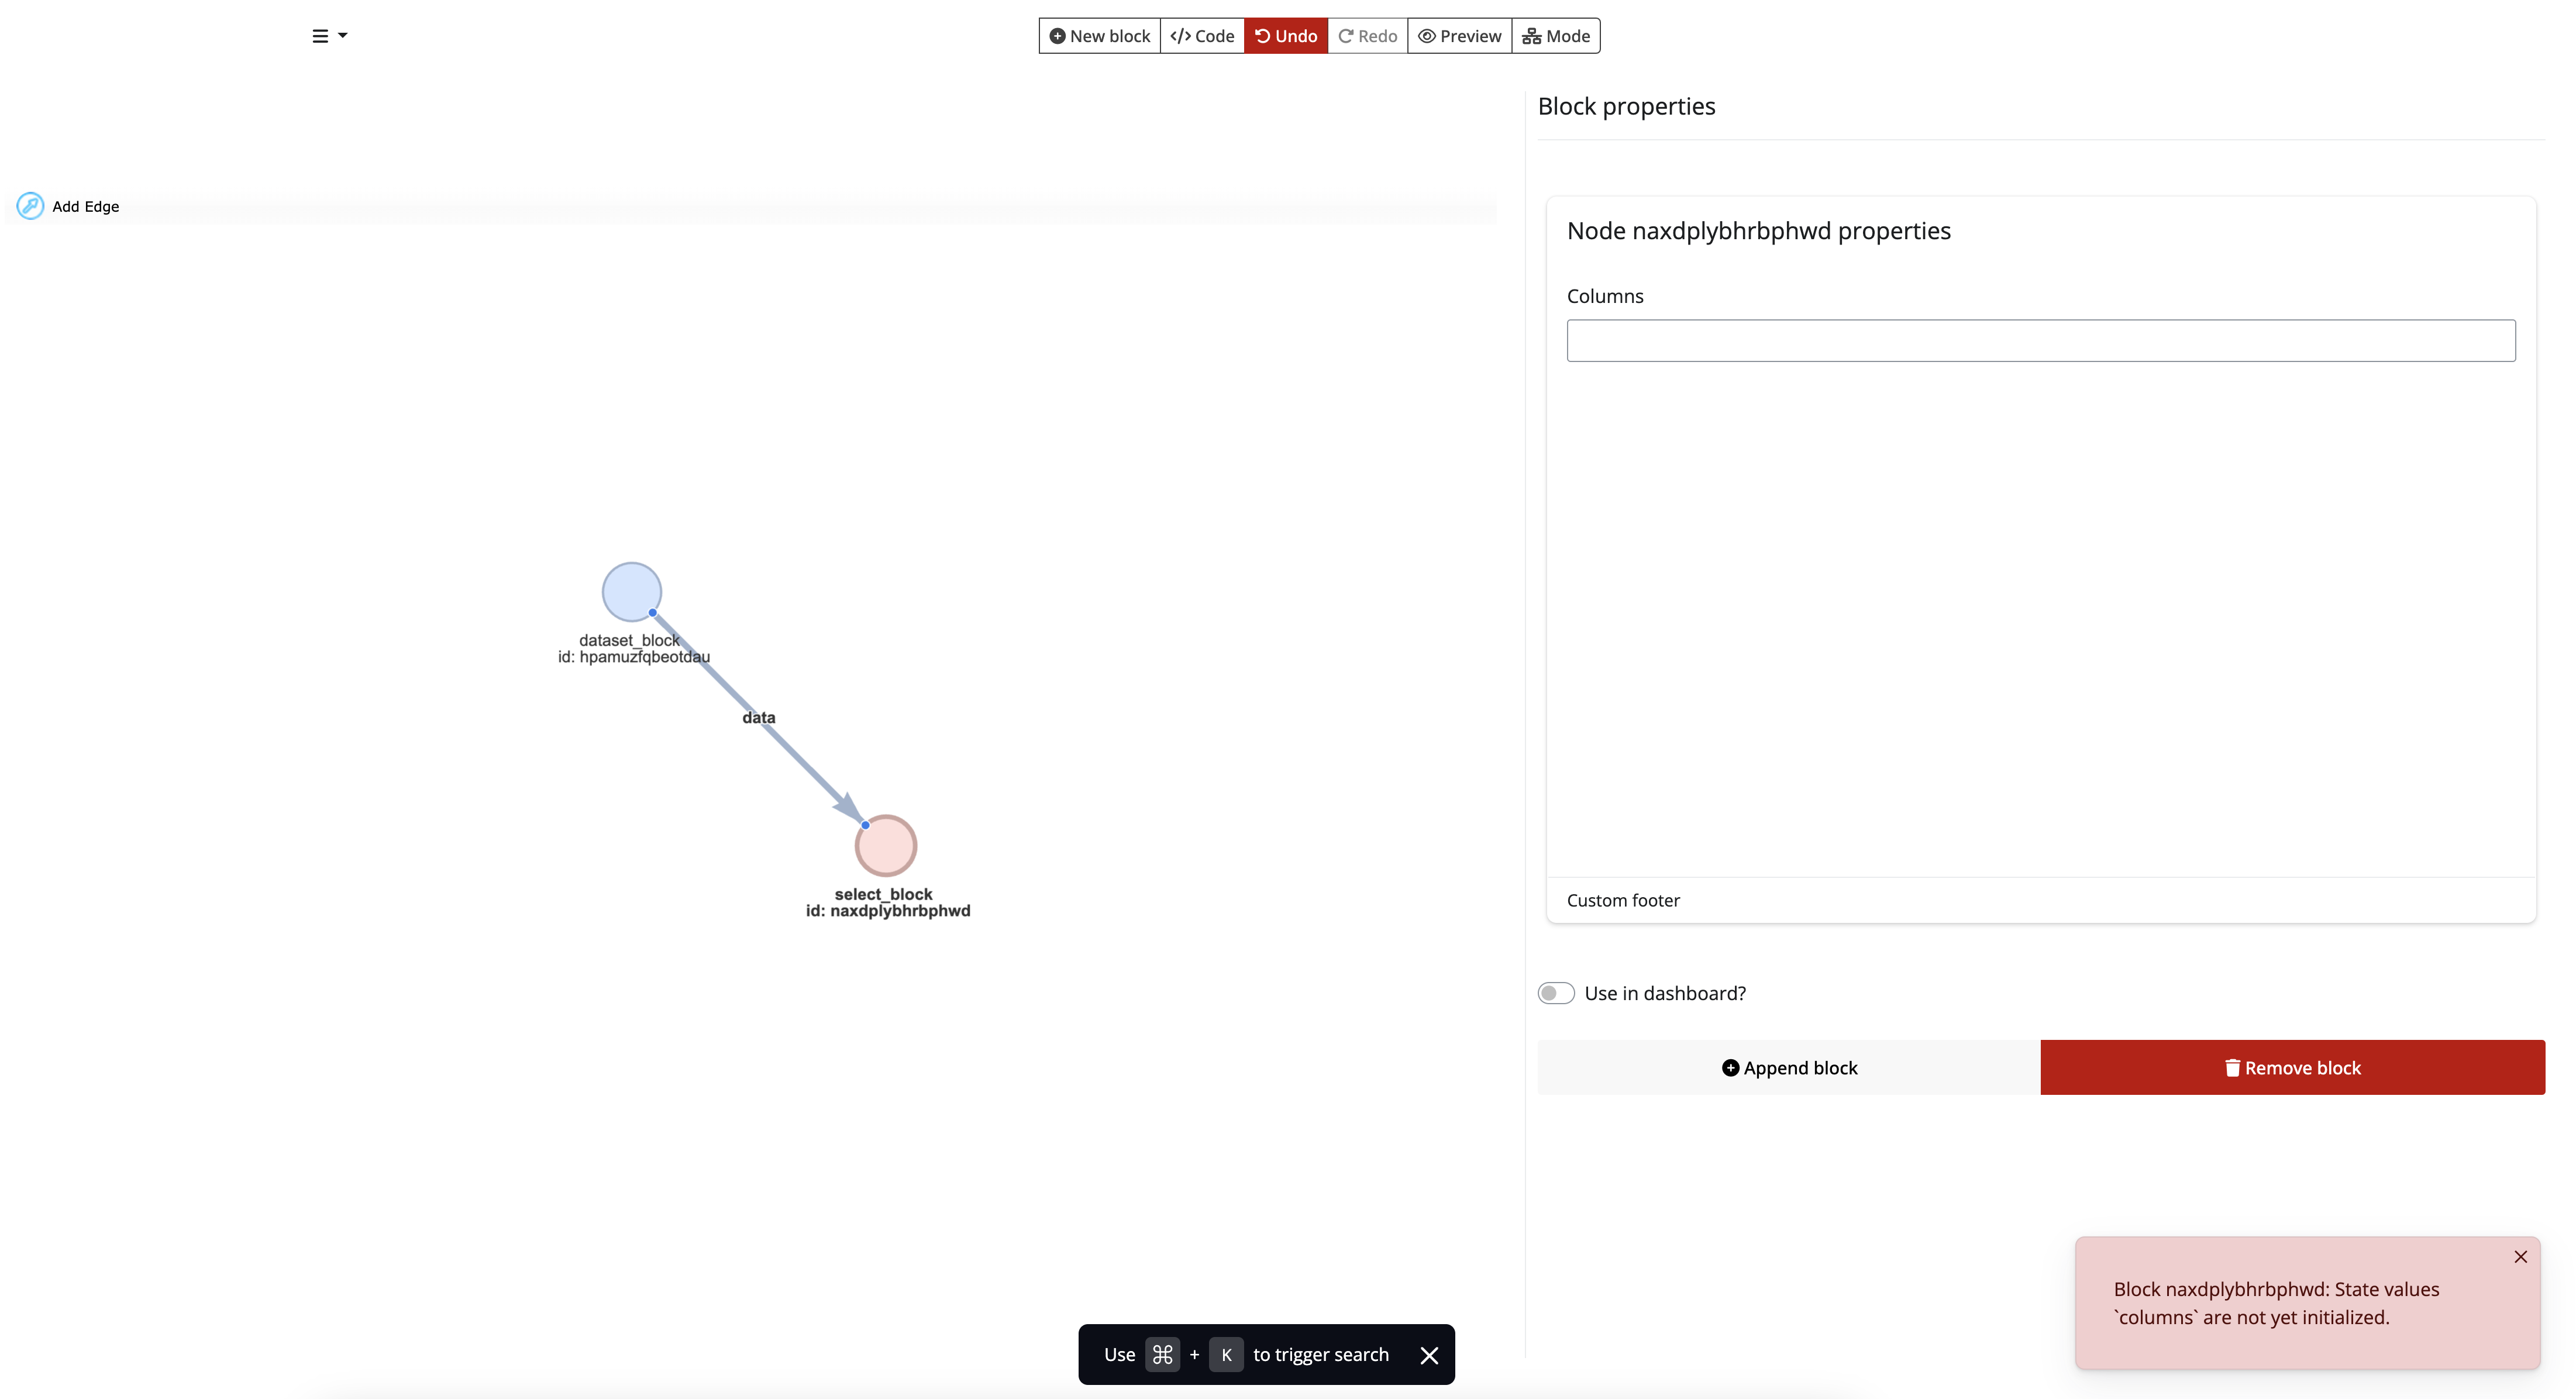 New block
Code
Undo
Redo
Preview
Mode
Block properties
Add Edge
Node naxdplybhrbphwd properties
Columns
dataset_block
id: hpamuzfqbeotdau
data
select_block
id: naxdplybhrbphwd
Custom footer
Use in dashboard?
Append block
Remove block
Block naxdplybhrbphwd: State values
`columns` are not yet initialized.
Use ⌘ + K to trigger search